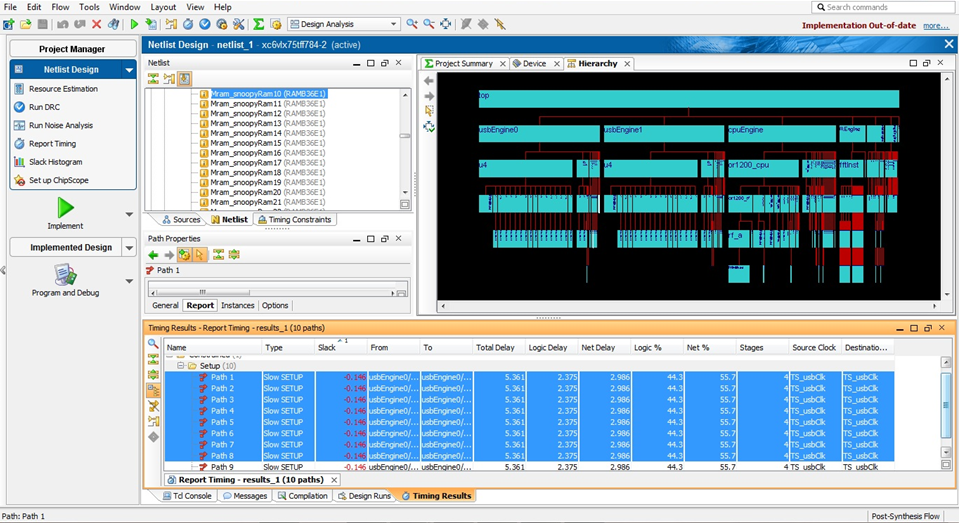 File Edit Flow Tools Window Layout View Help
Search commands
Design Analysis
Implementation Out-of-date more...
Project Manager
Netlist Design
Resource Estimation
Run DRC
Run Noise Analysis
Report Timing
Slack Histogram
Set up ChipScope
Implement
Implemented Design
Program and Debug
Netlist Design - netlist_1 - xc6vlx75tff784-2 (active)
Netlist
Mram_snoopyRam10 (RAMB36E1)
Mram_snoopyRam11 (RAMB36E1)
Mram_snoopyRam12 (RAMB36E1)
Mram_snoopyRam13 (RAMB36E1)
Mram_snoopyRam14 (RAMB36E1)
Mram_snoopyRam15 (RAMB36E1)
Mram_snoopyRam16 (RAMB36E1)
Mram_snoopyRam17 (RAMB36E1)
Mram_snoopyRam18 (RAMB36E1)
Mram_snoopyRam19 (RAMB36E1)
Mram_snoopyRam20 (RAMB36E1)
Mram_snoopyRam21 (RAMB36E1)
Sources Netlist Timing Constraints
Path Properties
Path 1
General Report Instances Options
Project Summary Device Hierarchy
top
usbEngine0 usbEngine1 cpuEngine
u4 u4 or1200_cpu fftInst
rf_a
Timing Results - Report Timing - results_1 (10 paths)
Name Type Slack 1 From To Total Delay Logic Delay Net Delay Logic % Net % Stages Source Clock Destinatio...
Setup (10)
Path 1 Slow SETUP -0.146 usbEngine0/... usbEngine0/... 5.361 2.375 2.986 44.3 55.7 4 TS_usbClk TS_usbClk
Path 2 Slow SETUP -0.146 usbEngine0/... usbEngine0/... 5.361 2.375 2.986 44.3 55.7 4 TS_usbClk TS_usbClk
Path 3 Slow SETUP -0.146 usbEngine0/... usbEngine0/... 5.361 2.375 2.986 44.3 55.7 4 TS_usbClk TS_usbClk
Path 4 Slow SETUP -0.146 usbEngine0/... usbEngine0/... 5.361 2.375 2.986 44.3 55.7 4 TS_usbClk TS_usbClk
Path 5 Slow SETUP -0.146 usbEngine0/... usbEngine0/... 5.361 2.375 2.986 44.3 55.7 4 TS_usbClk TS_usbClk
Path 6 Slow SETUP -0.146 usbEngine0/... usbEngine0/... 5.361 2.375 2.986 44.3 55.7 4 TS_usbClk TS_usbClk
Path 7 Slow SETUP -0.146 usbEngine0/... usbEngine0/... 5.361 2.375 2.986 44.3 55.7 4 TS_usbClk TS_usbClk
Path 8 Slow SETUP -0.146 usbEngine0/... usbEngine0/... 5.361 2.375 2.986 44.3 55.7 4 TS_usbClk TS_usbClk
Path 9 Slow SETUP -0.146 usbEngine0/... usbEngine0/... 5.361 2.375 2.986 44.3 55.7 4 TS_usbClk TS_usbClk
Report Timing - results_1 (10 paths)
Tcl Console Messages Compilation Design Runs Timing Results
Path: Path 1
Post-Synthesis Flow